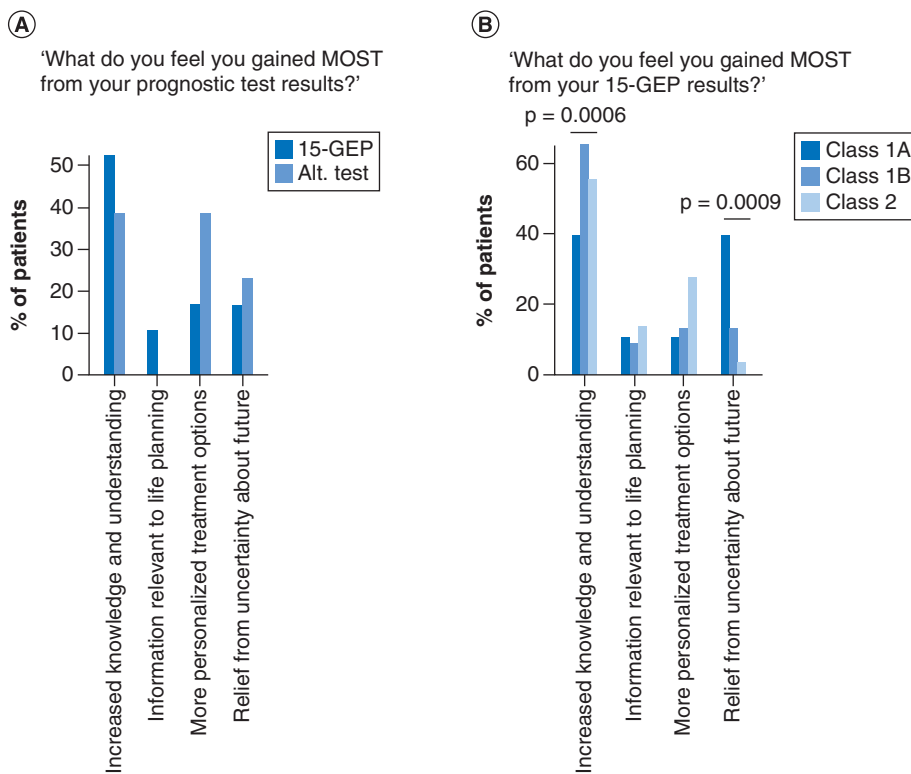 A
'What do you feel you gained MOST
from your prognostic test results?'
15-GEP
Alt. test
% of patients
50
40
30
20
10
0
Increased knowledge and understanding
Information relevant to life planning
More personalized treatment options
Relief from uncertainty about future
B
'What do you feel you gained MOST
from your 15-GEP results?'
p = 0.0006
p = 0.0009
Class 1A
Class 1B
Class 2
% of patients
60
40
20
0
Increased knowledge and understanding
Information relevant to life planning
More personalized treatment options
Relief from uncertainty about future